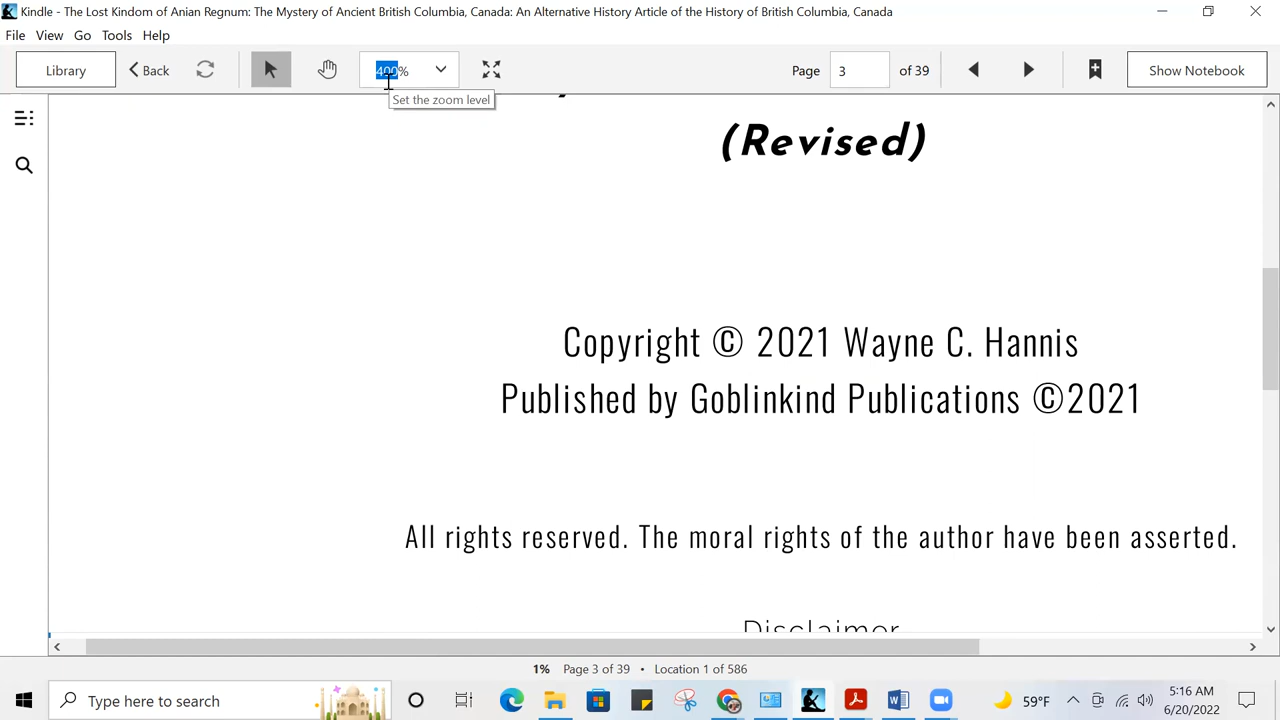 Kindle - The Lost Kindom of Anian Regnum: The Mystery of Ancient British Columbia, Canada: An Alternative History Article of the History of British Columbia, Canada
File View Go Tools Help
Library Back 400% Page 3 of 39 Show Notebook
Set the zoom level
(Revised)
Copyright © 2021 Wayne C. Hannis
Published by Goblinkind Publications ©2021
All rights reserved. The moral rights of the author have been asserted.
Disclaimer
1% Page 3 of 39 • Location 1 of 586
Type here to search 59°F 5:16 AM
6/20/2022